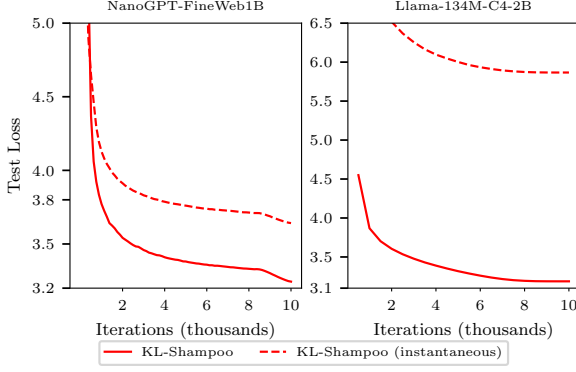 NanoGPT-FineWeb1B
Llama-134M-C4-2B
Test Loss
5.0
4.5
4.0
3.8
3.5
3.2
2 4 6 8 10
Iterations (thousands)
6.5
6.0
5.5
5.0
4.5
4.0
3.5
3.1
2 4 6 8 10
Iterations (thousands)
KL-Shampoo
KL-Shampoo (instantaneous)